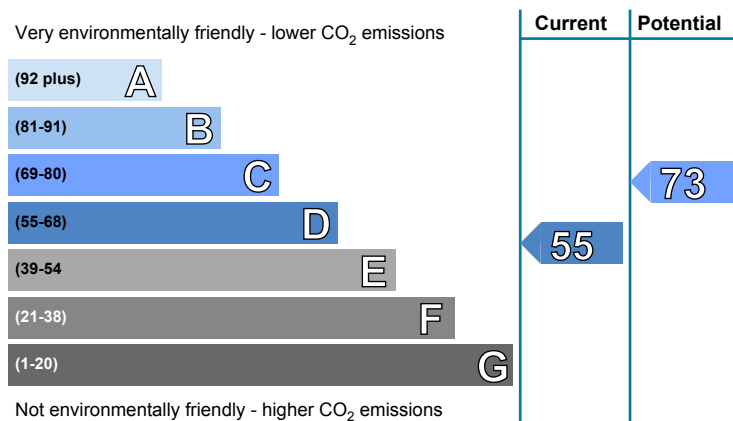 Very environmentally friendly - lower CO2 emissions
Current
Potential
(92 plus) A
(81-91) B
(69-80) C
73
(55-68) D
55
(39-54 E
(21-38) F
(1-20) G
Not environmentally friendly - higher CO2 emissions